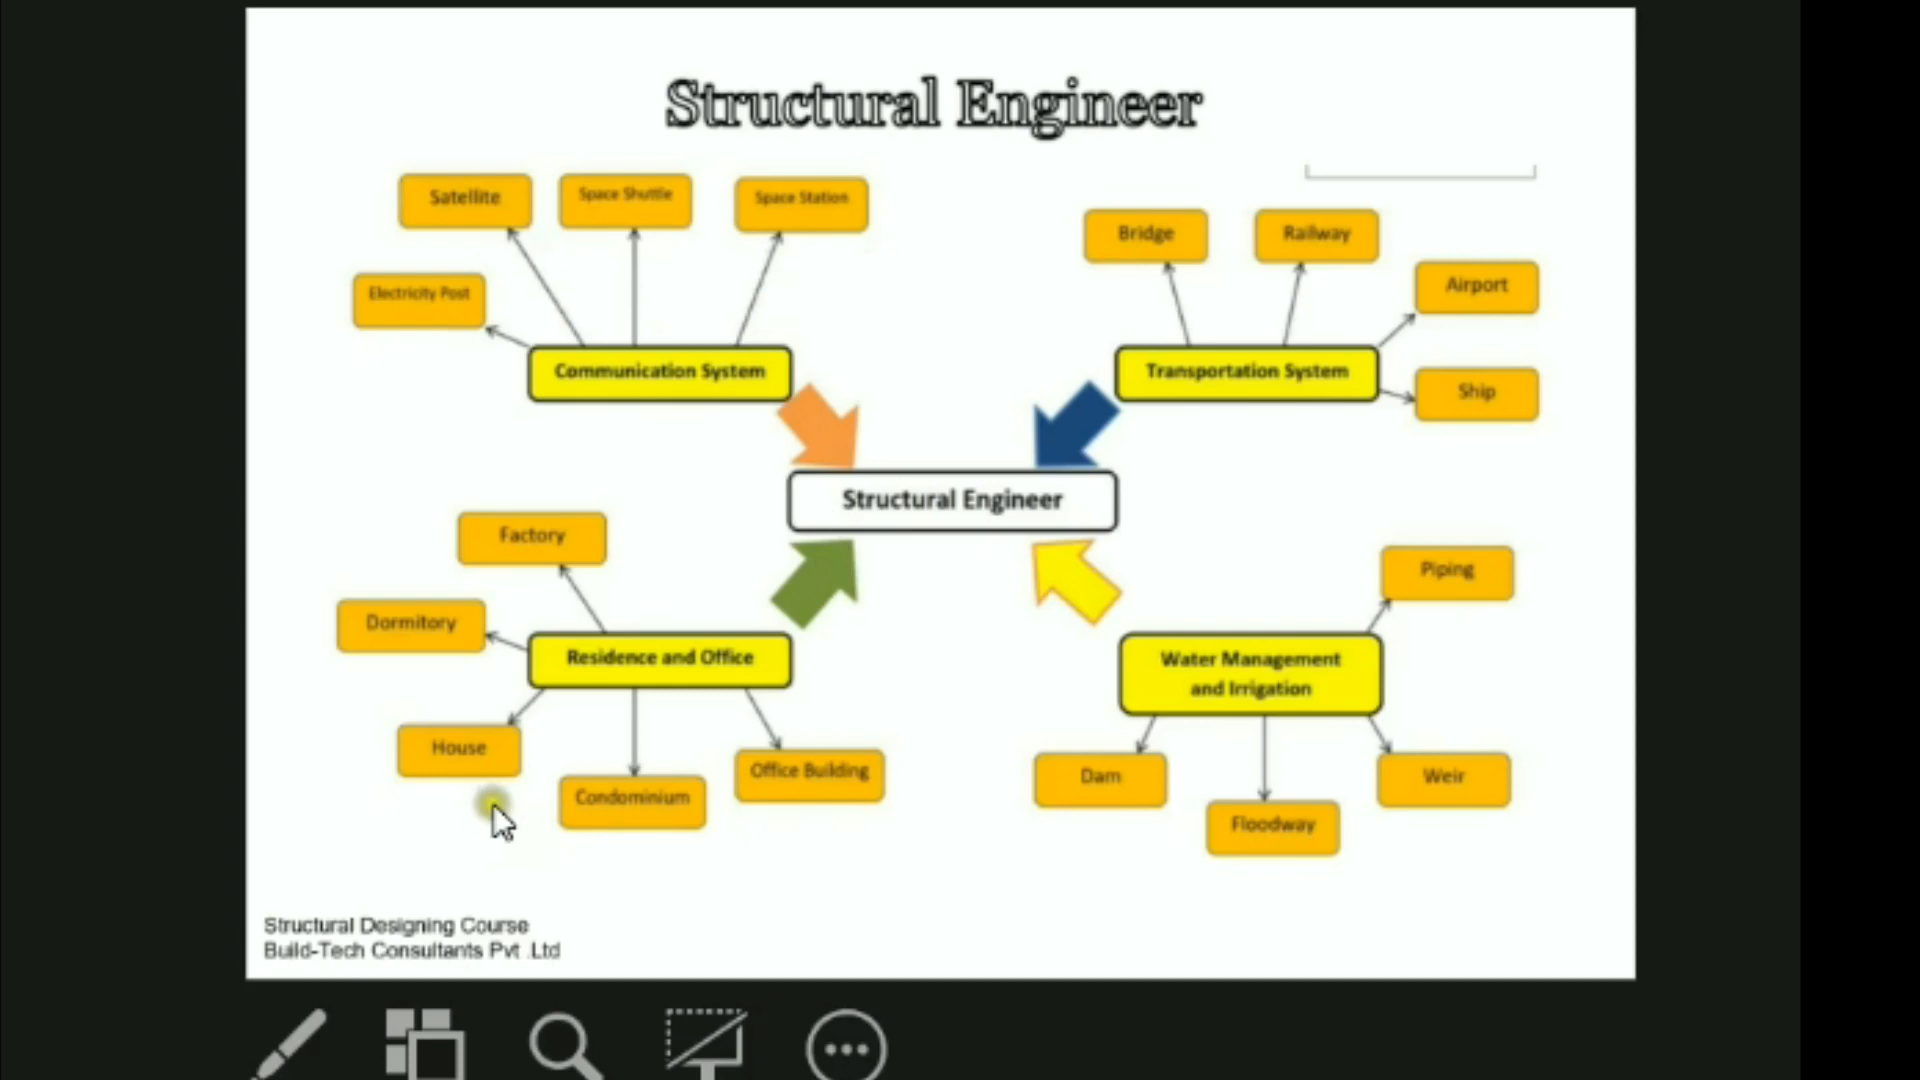 Structural Engineer
Satellite
Space Shuttle
Space Station
Electricity Post
Communication System
Bridge
Railway
Airport
Ship
Transportation System
Structural Engineer
Factory
Dormitory
Residence and Office
House
Condominium
Office Building
Piping
Water Management
and Irrigation
Dam
Floodway
Weir
Structural Designing Course
Build-Tech Consultants Pvt .Ltd